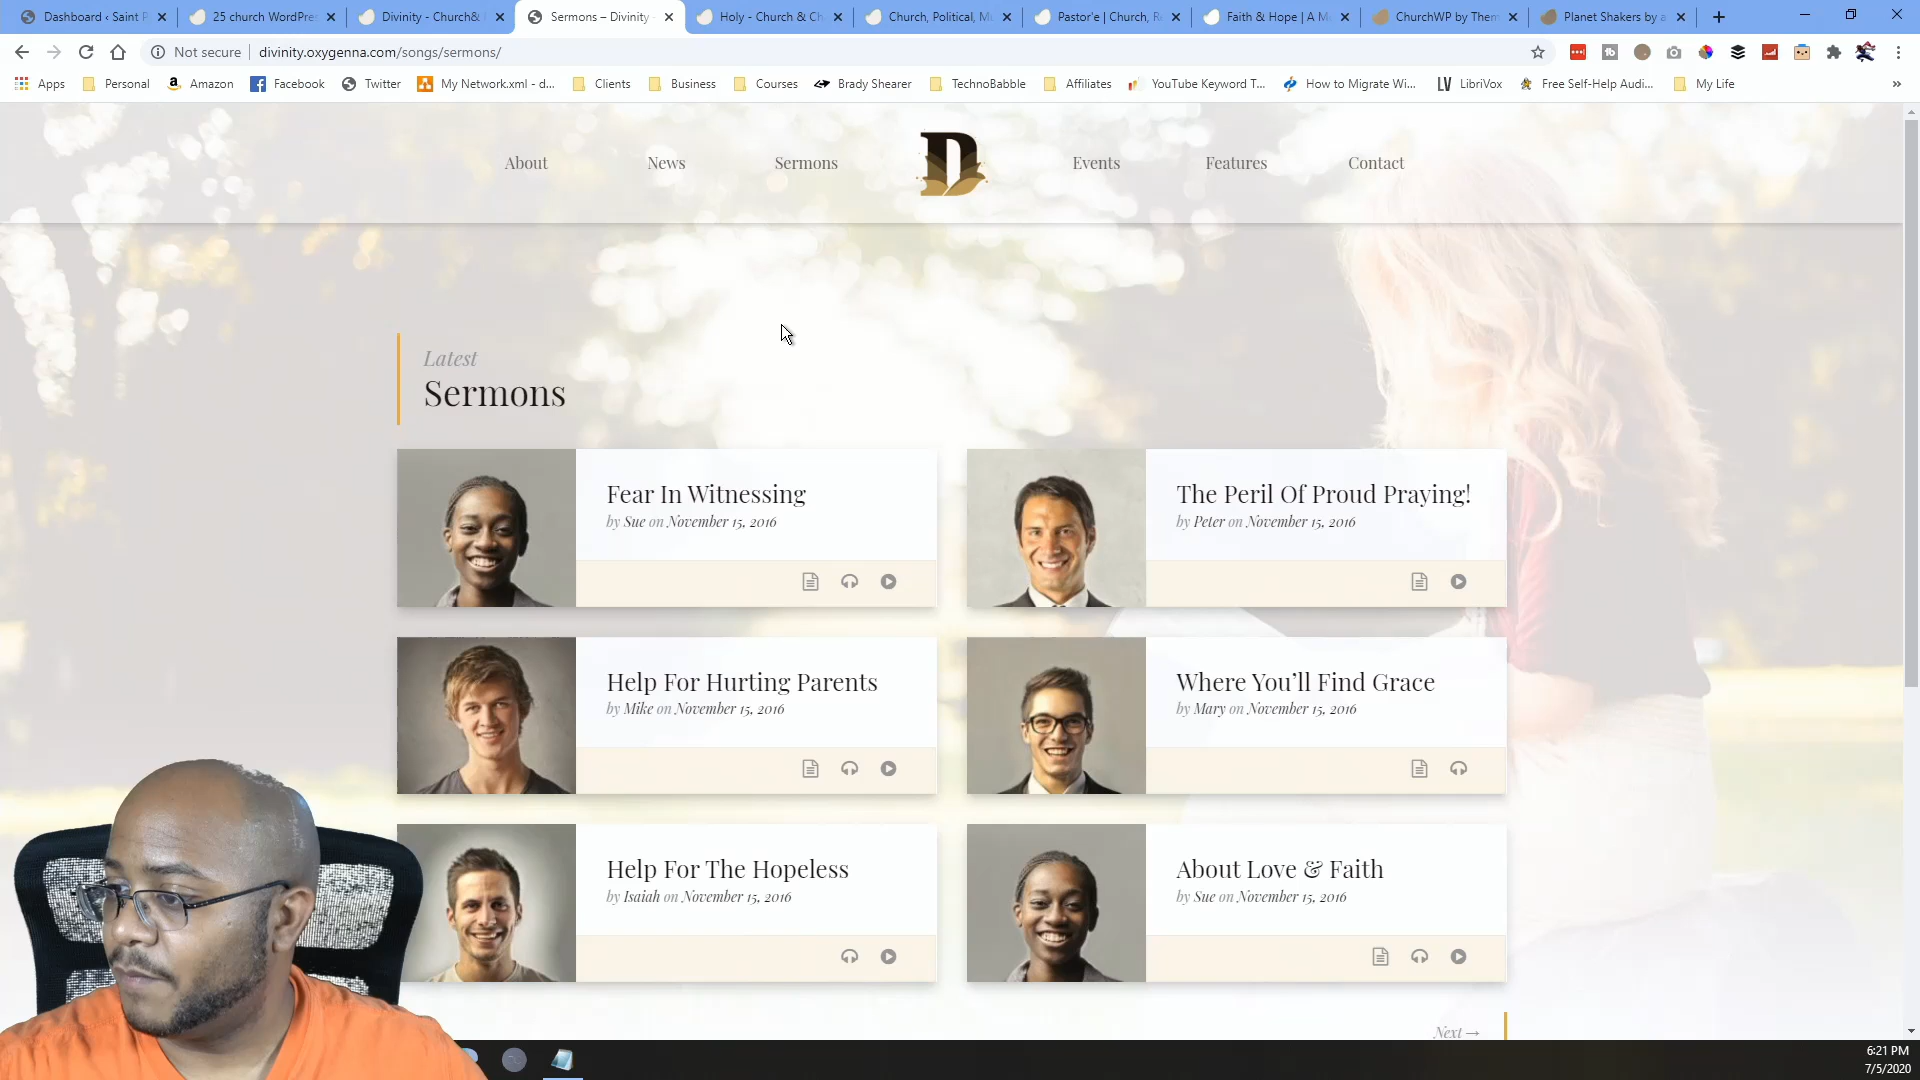 Dashboard ‹ Saint P
25 church WordPre
Divinity - Church&
Sermons – Divinity
Holy - Church & Ch
Church, Political, M
Pastor'e | Church, R
Faith & Hope | A M
ChurchWP by Them
Planet Shakers by a
Not secure
divinity.oxygenna.com/songs/sermons/
Apps
Personal
Amazon
Facebook
Twitter
My Network.xml - d...
Clients
Business
Courses
Brady Shearer
TechnoBabble
Affiliates
YouTube Keyword T...
How to Migrate Wi...
LV LibriVox
Free Self-Help Audi...
My Life
»
About
News
Sermons
D
Events
Features
Contact
Latest
Sermons
Fear In Witnessing
by Sue on November 15, 2016
The Peril Of Proud Praying!
by Peter on November 15, 2016
Help For Hurting Parents
by Mike on November 15, 2016
Where You’ll Find Grace
by Mary on November 15, 2016
Help For The Hopeless
by Isaiah on November 15, 2016
About Love & Faith
by Sue on November 15, 2016
Next →
6:21 PM
7/5/2020